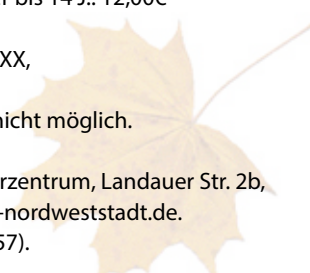 bis 14 J.: 12,00€
XX,
nicht möglich.
rzentrum, Landauer Str. 2b,
-nordweststadt.de.
57).